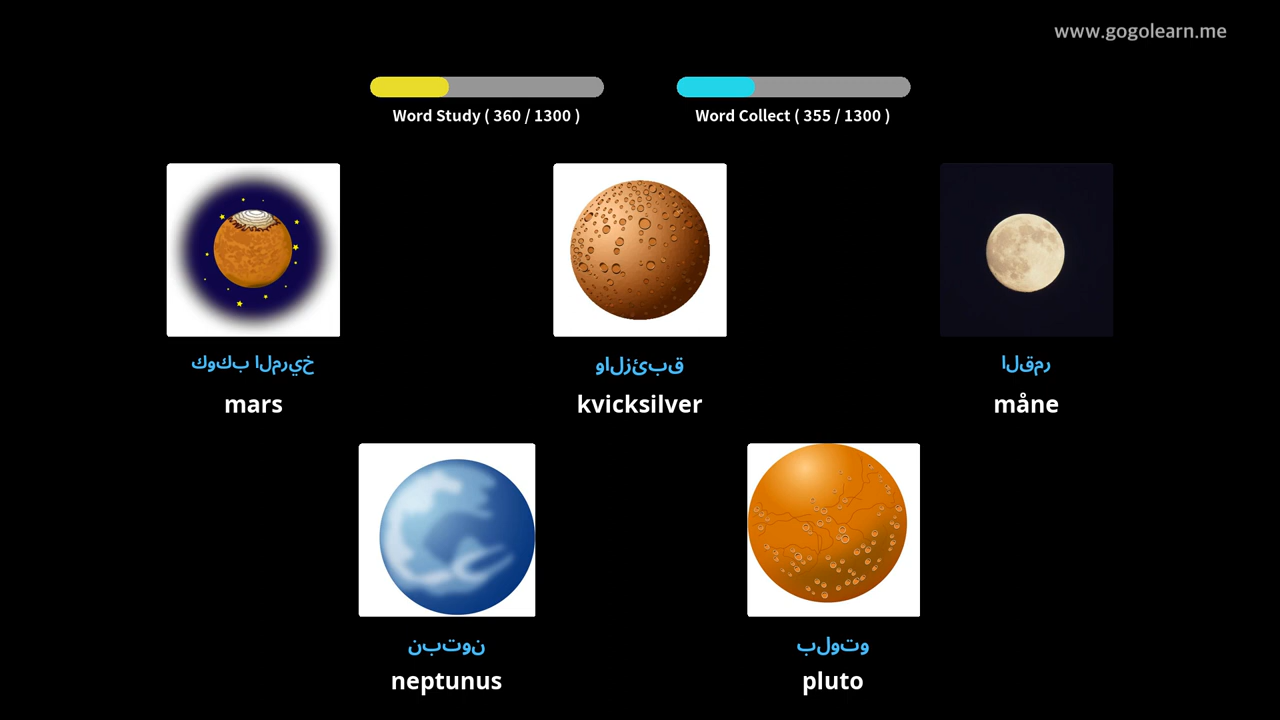 www.gogolearn.me
Word Study ( 360 / 1300 )
Word Collect ( 355 / 1300 )
كوكب المريخ
mars
والزئبق
kvicksilver
القمر
måne
نبتون
neptunus
بلوتو
pluto